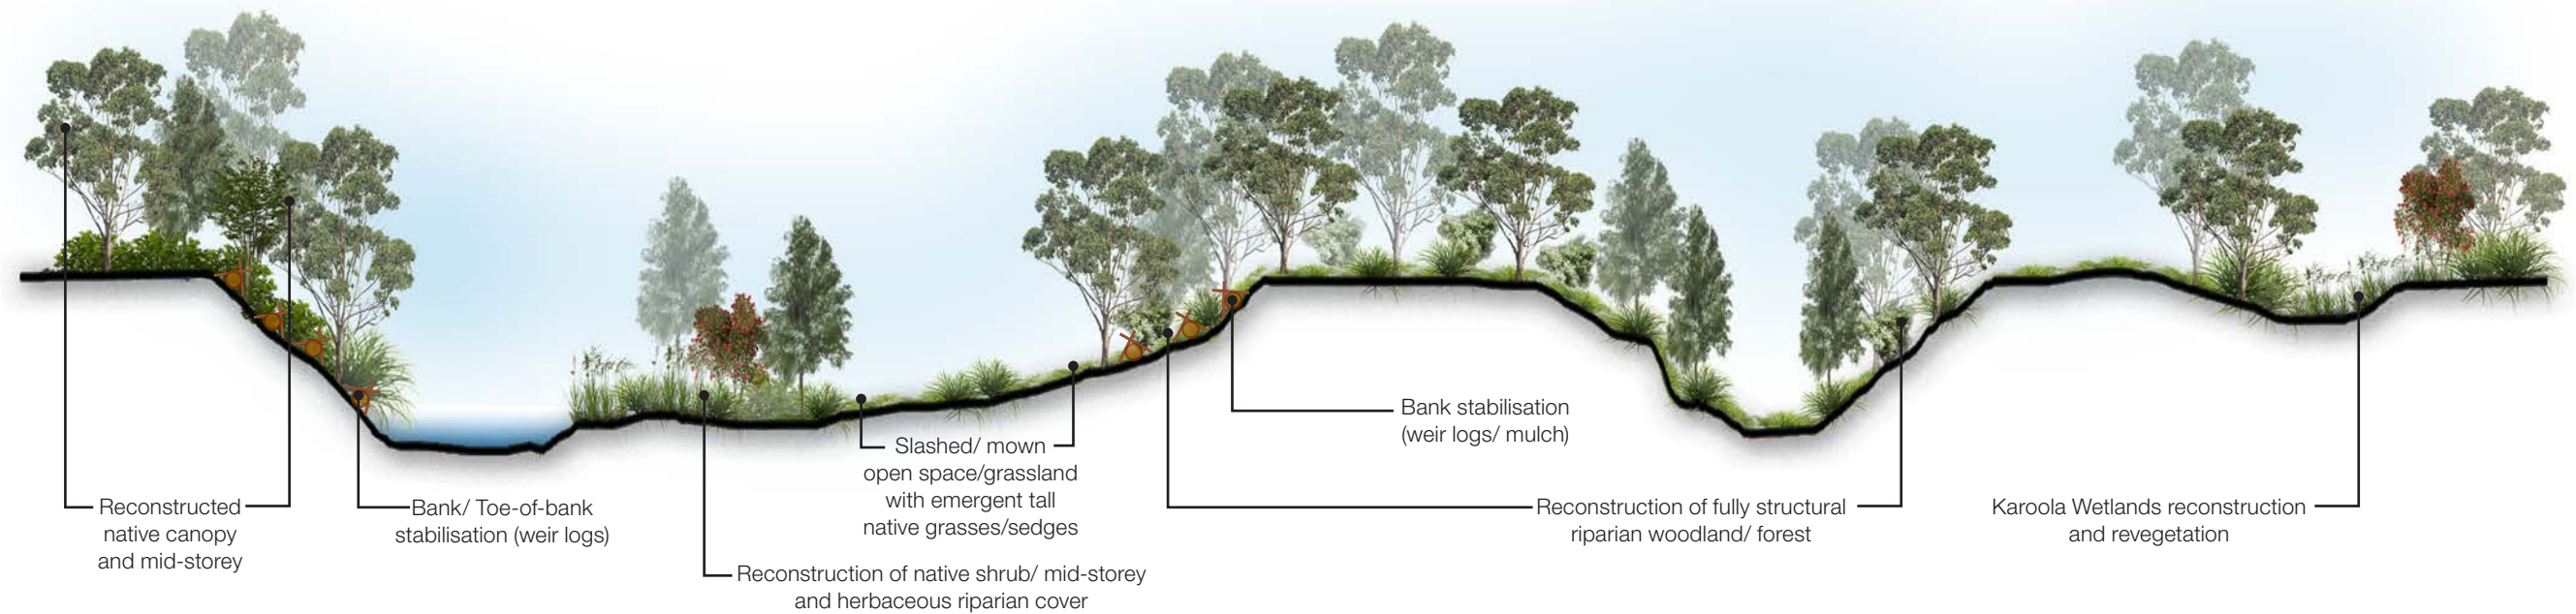 Reconstructed
native canopy
and mid-storey
Bank/ Toe-of-bank
stabilisation (weir logs)
Reconstruction of native shrub/ mid-storey
and herbaceous riparian cover
Slashed/ mown
open space/grassland
with emergent tall
native grasses/sedges
Bank stabilisation
(weir logs/ mulch)
Reconstruction of fully structural
riparian woodland/ forest
Karoola Wetlands reconstruction
and revegetation